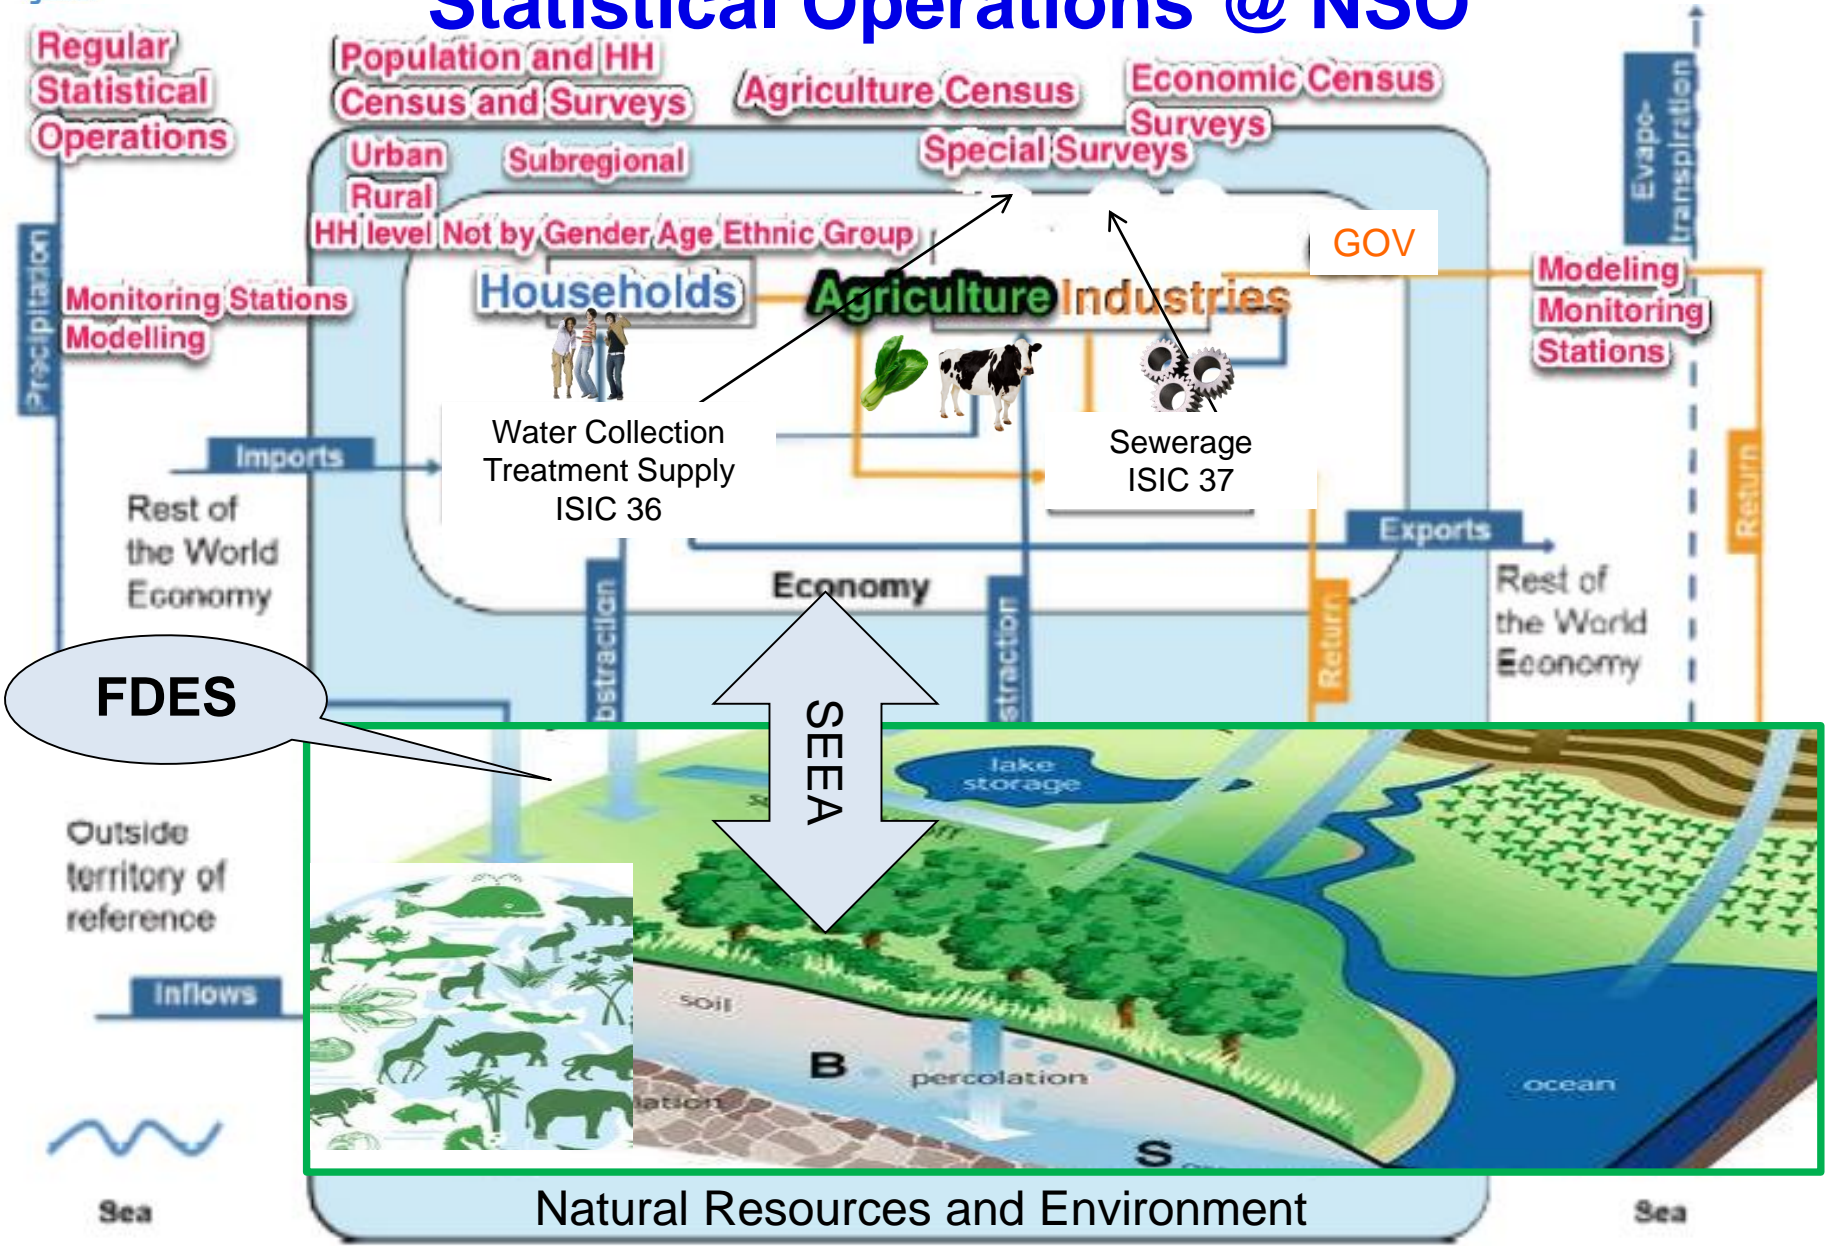 Statistical Operations @ NSO
Regular
Statistical
Operations
Population and HH
Census and Surveys
Agriculture Census
Economic Census
Surveys
Special Surveys
Urban
Rural
Subregional
HH level Not by Gender Age Ethnic Group
GOV
Evapo-
transpiration
Precipitation
Monitoring Stations
Modelling
Households
Agriculture
Industries
Modeling
Monitoring
Stations
Water Collection
Treatment Supply
ISIC 36
Sewerage
ISIC 37
Imports
Rest of
the World
Economy
Exports
Rest of
the World
Economy
Return
Economy
bstraction
straction
Return
FDES
SEEA
lake
storage
Outside
territory of
reference
Inflows
soil
B
percolation
S
ocean
Sea
Natural Resources and Environment
Sea